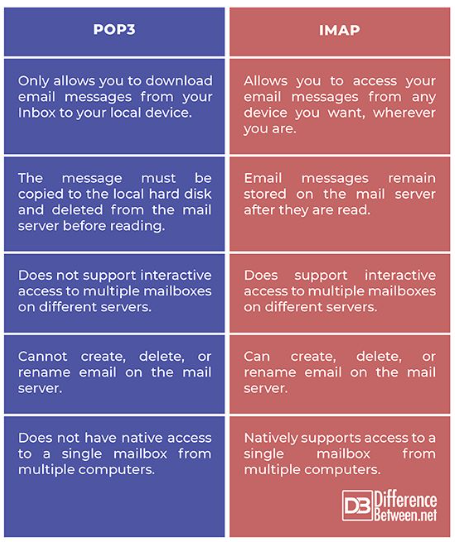 POP3
IMAP
Only allows you to download
email messages from your
Inbox to your local device.
Allows you to access your
email messages from any
device you want, wherever
you are.
The message must be
copied to the local hard disk
and deleted from the mail
server before reading.
Email messages remain
stored on the mail server
after they are read.
Does not support interactive
access to multiple mailboxes
on different servers.
Does support interactive
access to multiple mailboxes
on different servers.
Cannot create, delete, or
rename email on the mail
server.
Can create, delete, or
rename email on the mail
server.
Does not have native access
to a single mailbox from
multiple computers.
Natively supports access to a
single mailbox from
multiple computers.
DB Difference
Between.net